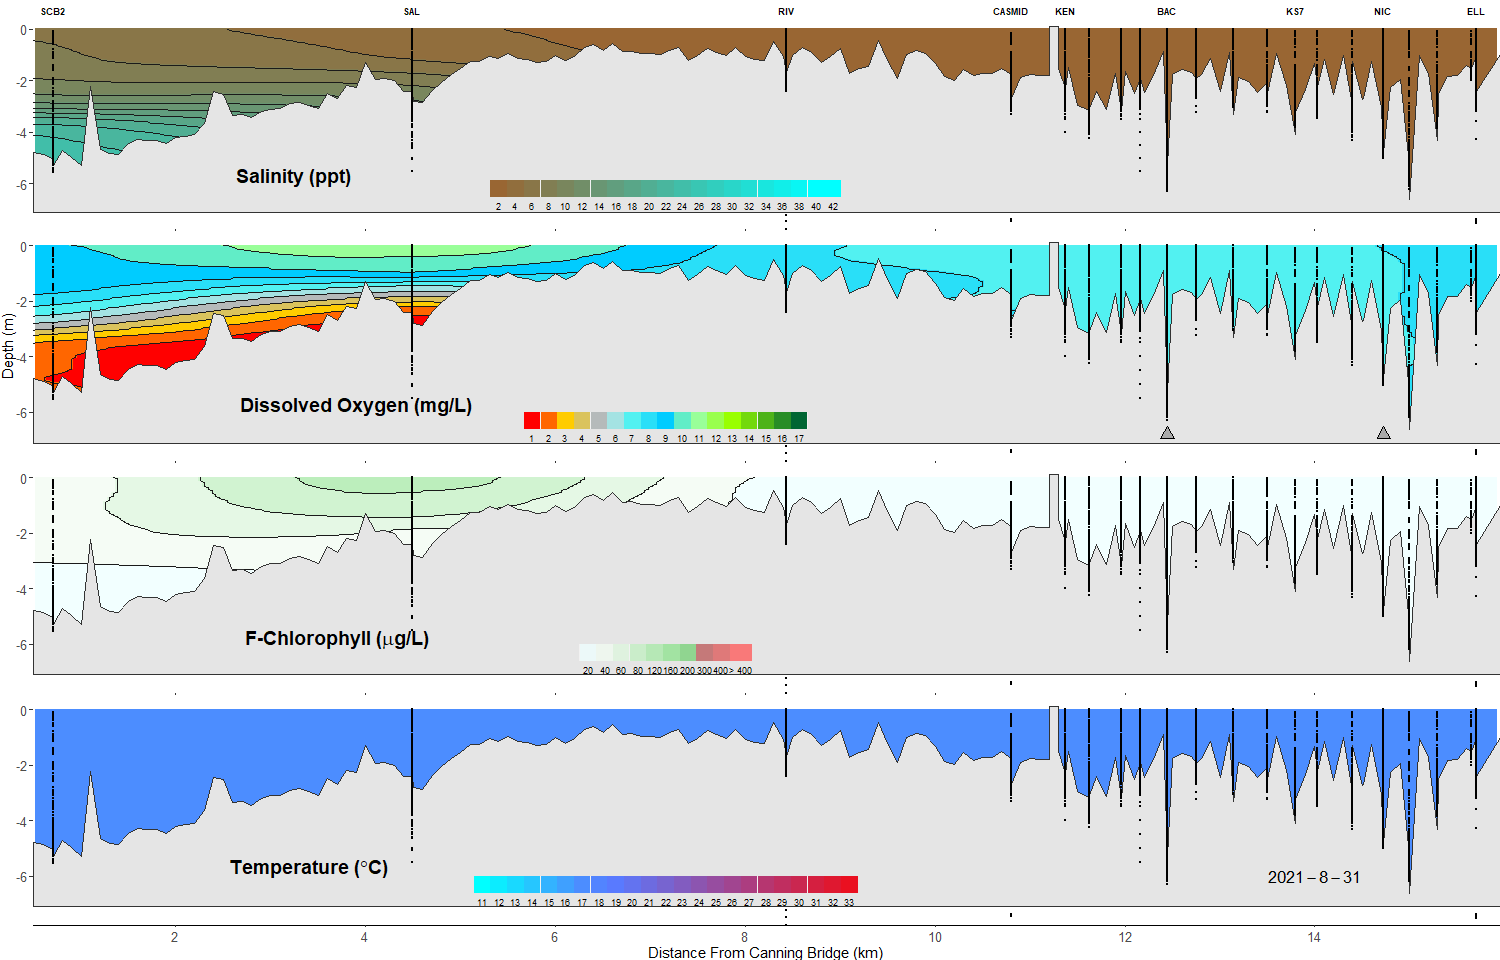 SCB2 SAL RIV CASMID KEN BAC KS7 NIC ELL
0
-2
-4
-6
Salinity (ppt)
2 4 6 8 10 12 14 16 18 20 22 24 26 28 30 32 34 36 38 40 42
0
-2
-4
-6
Depth (m)
Dissolved Oxygen (mg/L)
1 2 3 4 5 6 7 8 9 10 11 12 13 14 15 16 17
0
-2
-4
-6
F-Chlorophyll (μg/L)
20 40 60 80 120 160 200 300 400 > 400
0
-2
-4
-6
Temperature (°C)
11 12 13 14 15 16 17 18 19 20 21 22 23 24 25 26 27 28 29 30 31 32 33
2021 – 8 – 31
2 4 6 8 10 12 14
Distance From Canning Bridge (km)